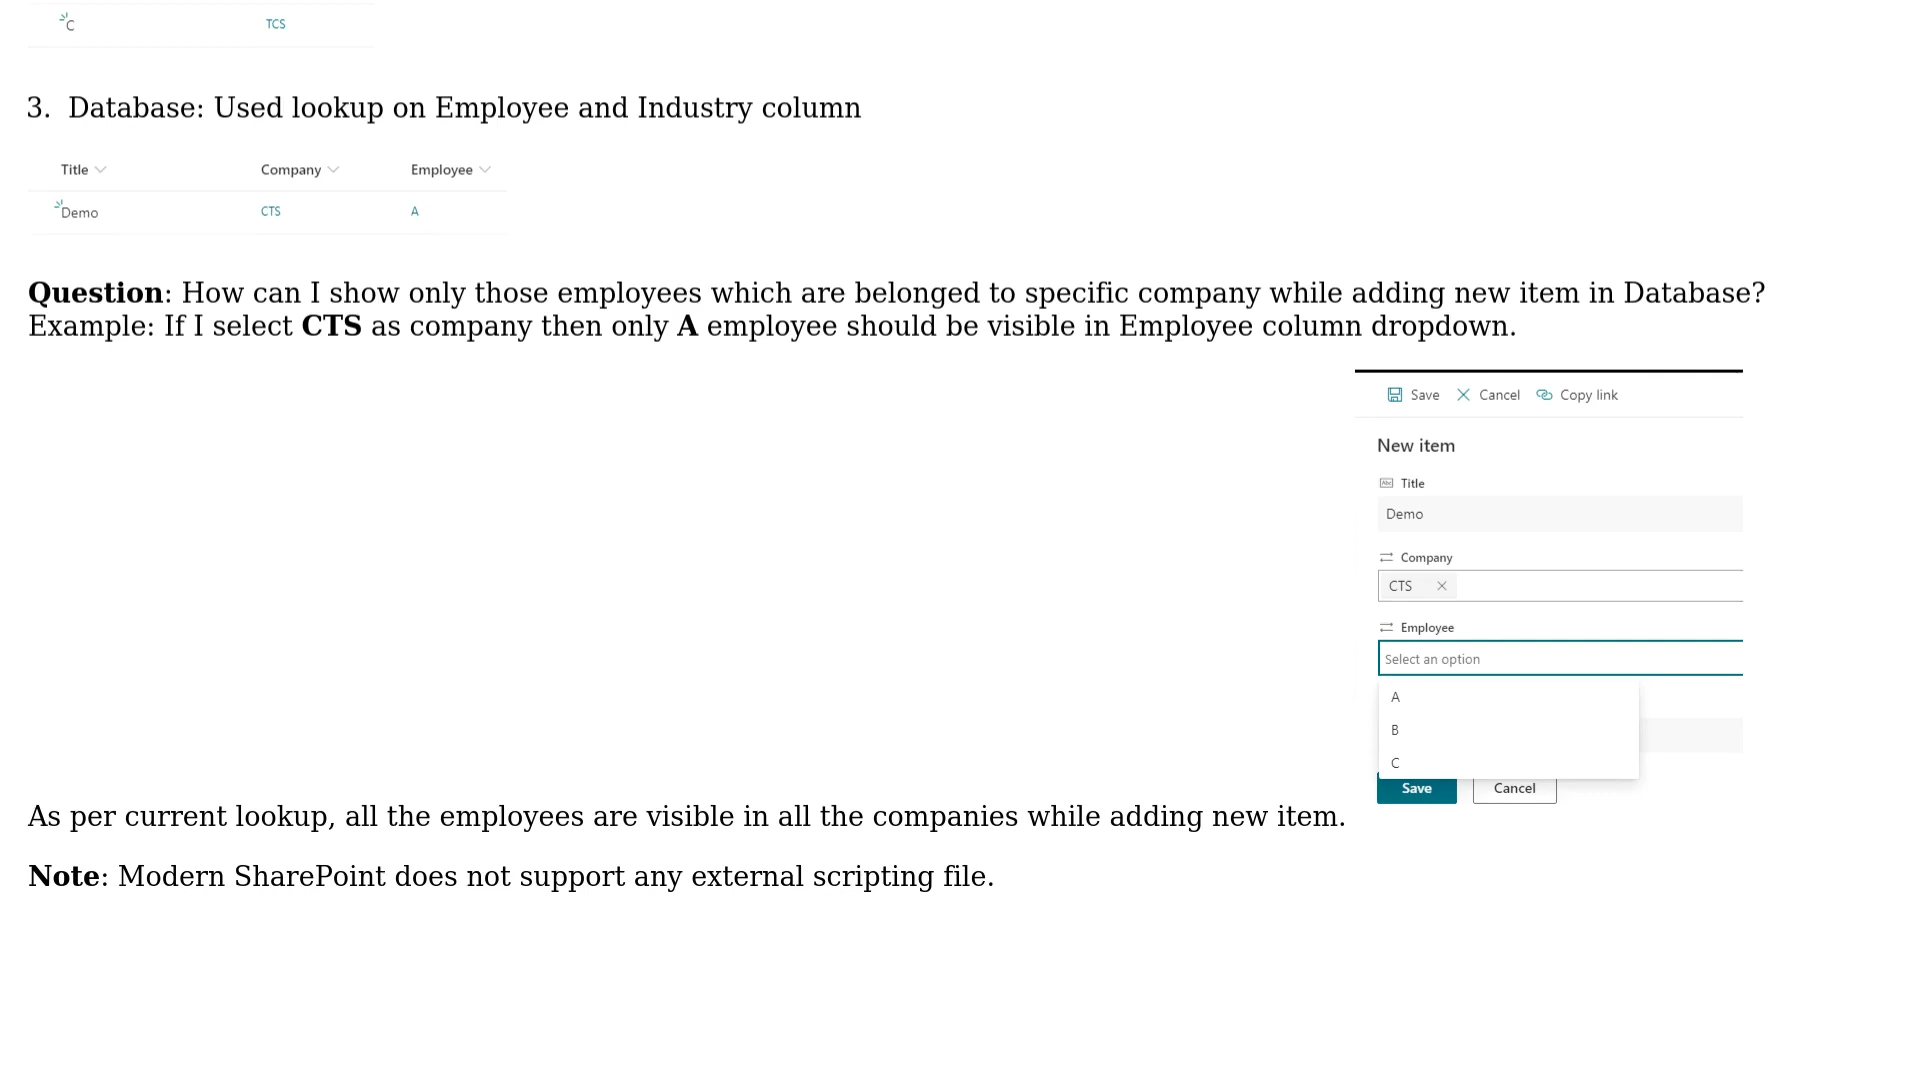 C TCS
3. Database: Used lookup on Employee and Industry column
Title Company Employee
Demo CTS A
Question: How can I show only those employees which are belonged to specific company while adding new item in Database?
Example: If I select CTS as company then only A employee should be visible in Employee column dropdown.
Save Cancel Copy link
New item
Title
Demo
Company
CTS
Employee
Select an option
A
B
C
Save Cancel
As per current lookup, all the employees are visible in all the companies while adding new item.
Note: Modern SharePoint does not support any external scripting file.